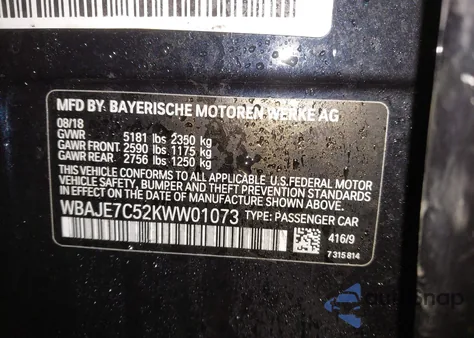 MFD BY: BAYERISCHE MOTOREN WERKE AG
08/18
GVWR 5181 lbs 2350 kg
GAWR FRONT: 2590 lbs 1175 kg
GAWR REAR 2756 lbs 1250 kg
THIS VEHICLE CONFORMS TO ALL APPLICABLE U.S.FEDERAL MOTOR
VEHICLE SAFETY, BUMPER, AND THEFT PREVENTION STANDARDS
IN EFFECT ON THE DATE OF MANUFACTURE SHOWN ABOVE
WBAJE7C52KWW01073 TYPE: PASSENGER CAR
416/9
7 315 814